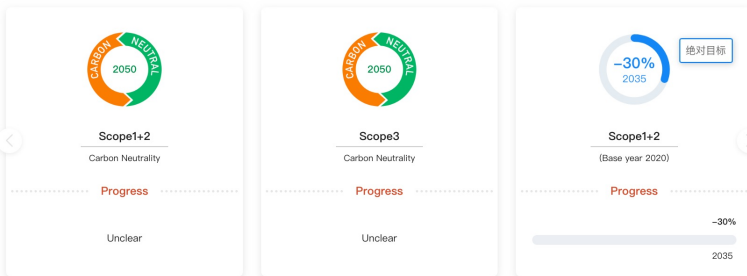 CARBON NEUTRAL
2050
Scope1+2
Carbon Neutrality
Progress
Unclear
CARBON NEUTRAL
2050
Scope3
Carbon Neutrality
Progress
Unclear
绝对目标
−30%
2035
Scope1+2
(Base year 2020)
Progress
−30%
2035